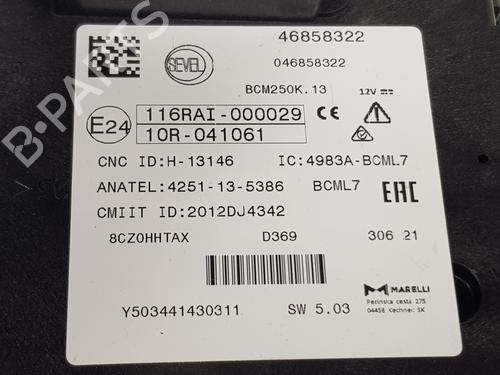 46858322
SEVEL
046858322
BCM250K.13
12V
E24
116RAI-000029
10R-041061
CE
CNC ID:H-13146
IC:4983A-BCML7
ANATEL:4251-13-5386
BCML7
EAC
CMIIT ID:2012DJ4342
8CZ0HHTAX
D369
306 21
MARELLI
Perinska cesta 275
04458 Kechnec SK
Y503441430311
SW 5.03
B-PARTS